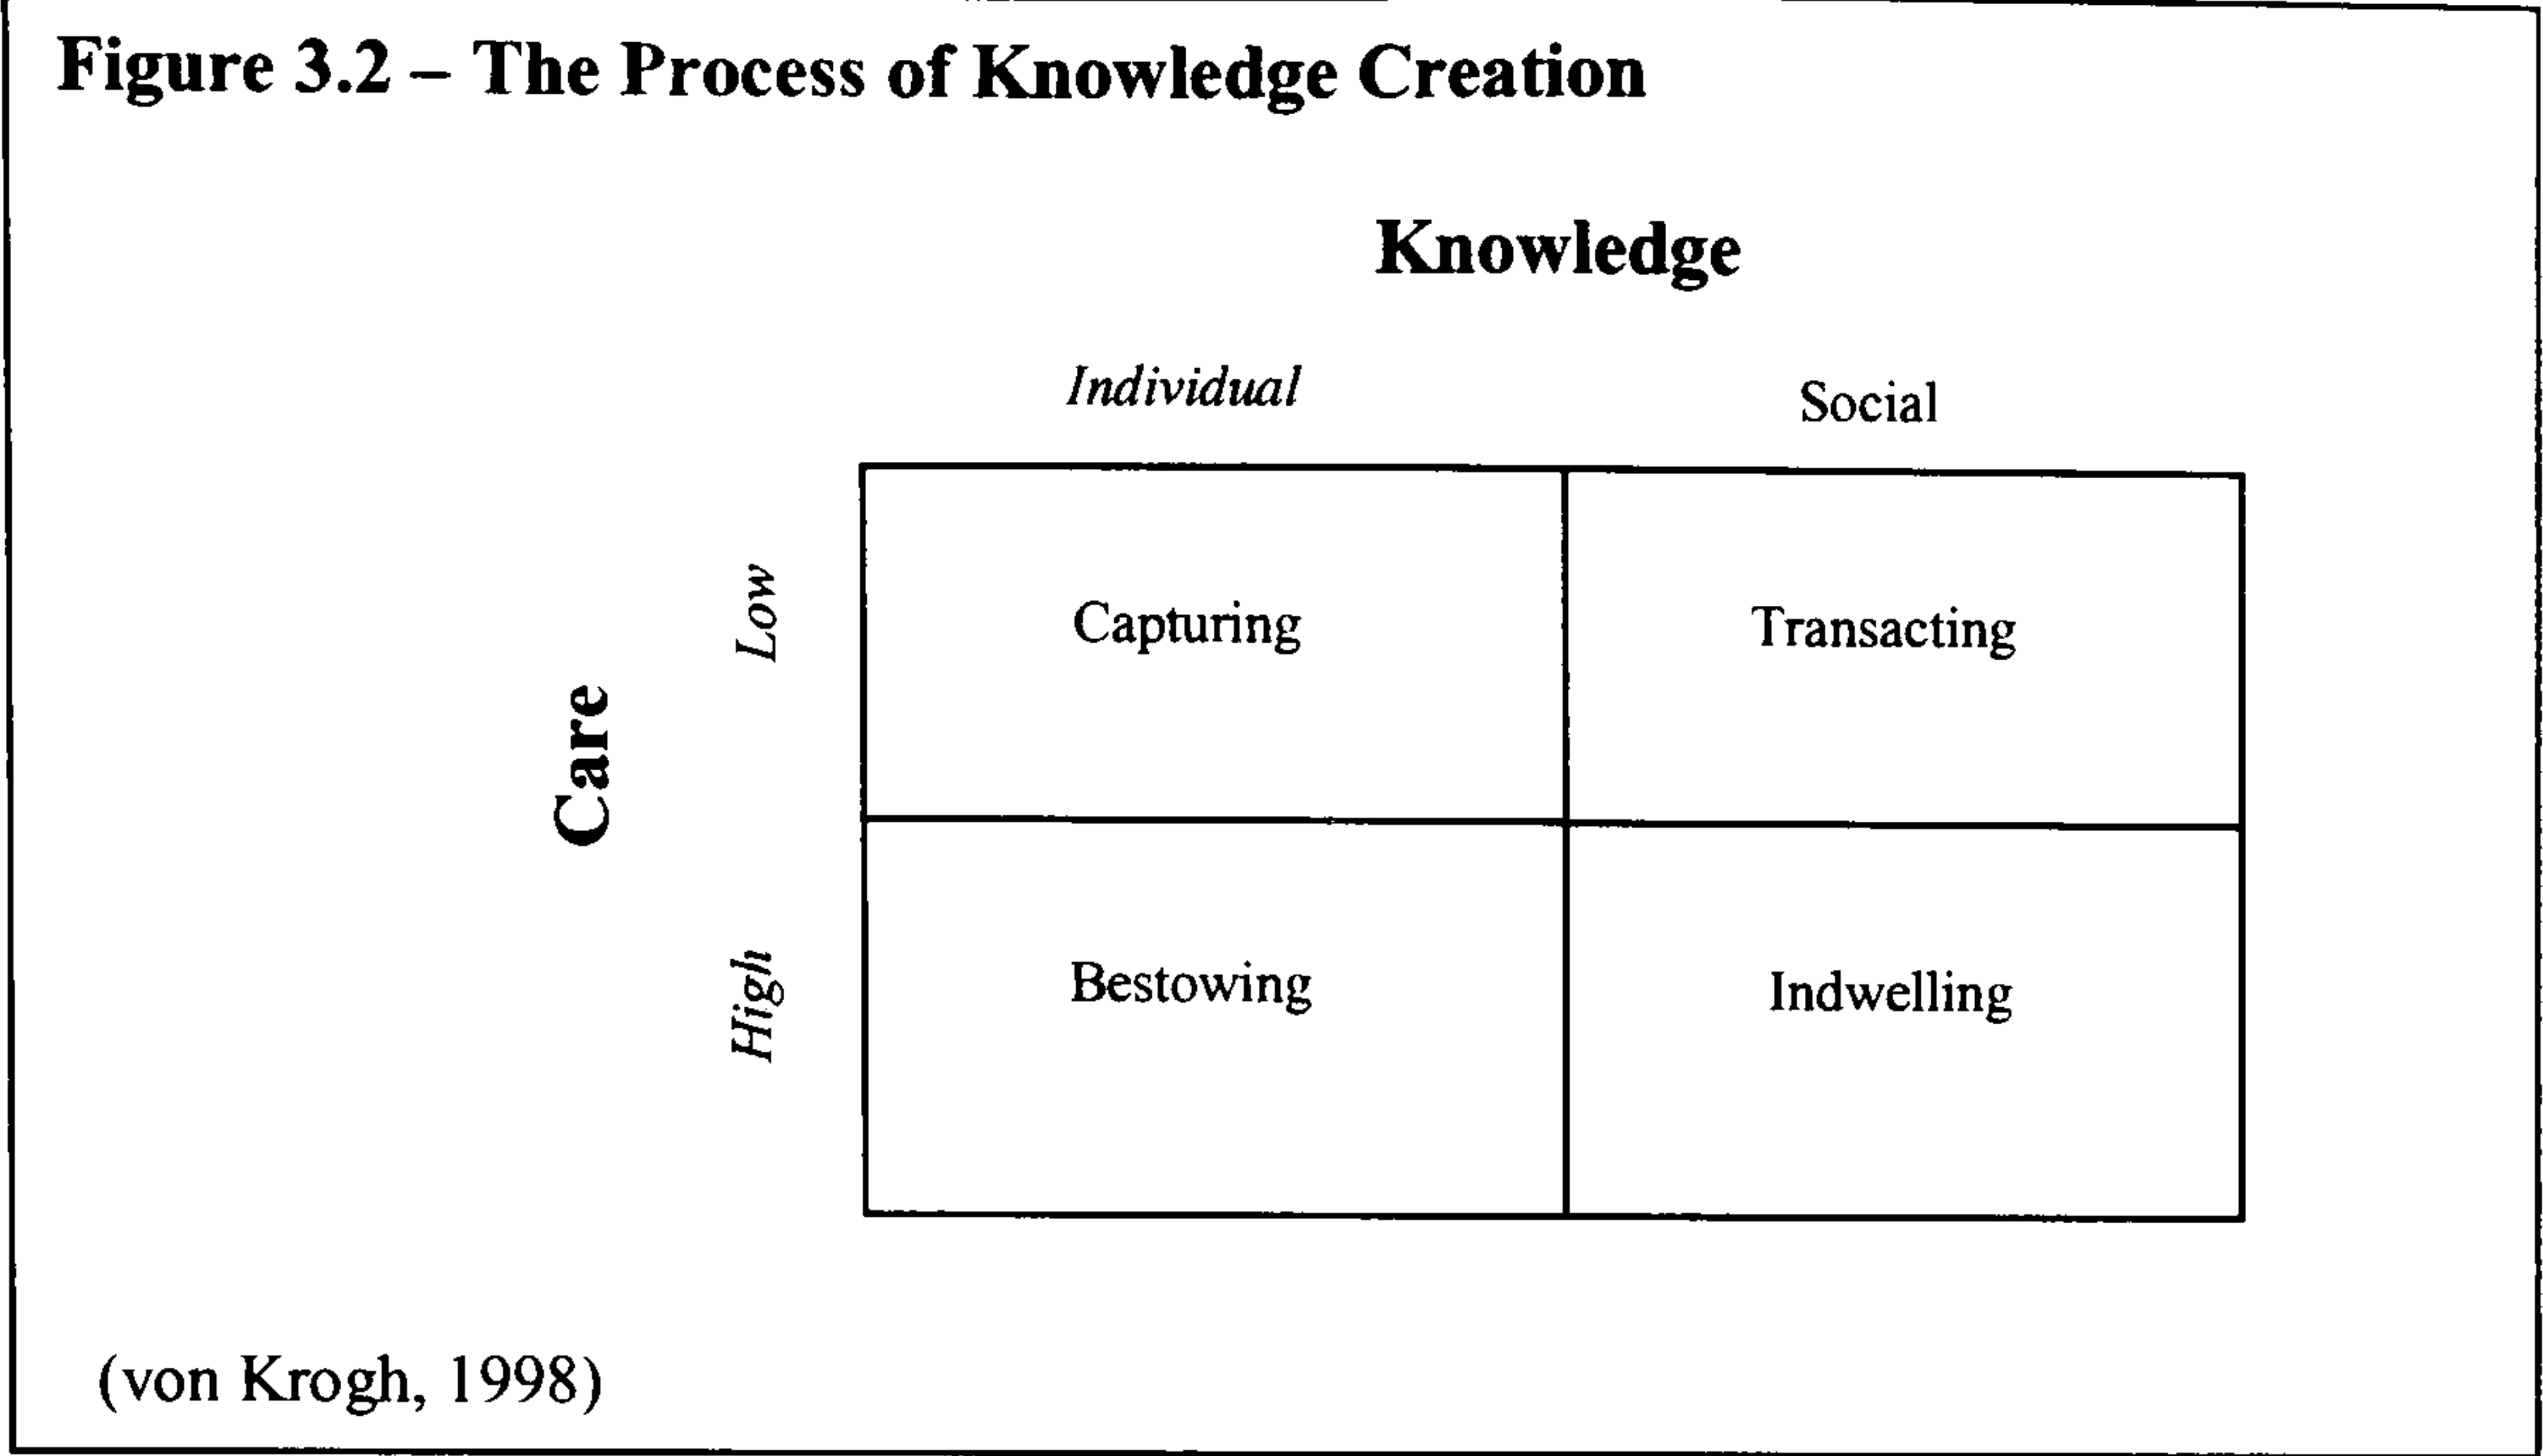 Figure 3.2 – The Process of Knowledge Creation
Knowledge
Individual
Social
Low
Capturing
Transacting
Care
High
Bestowing
Indwelling
(von Krogh, 1998)